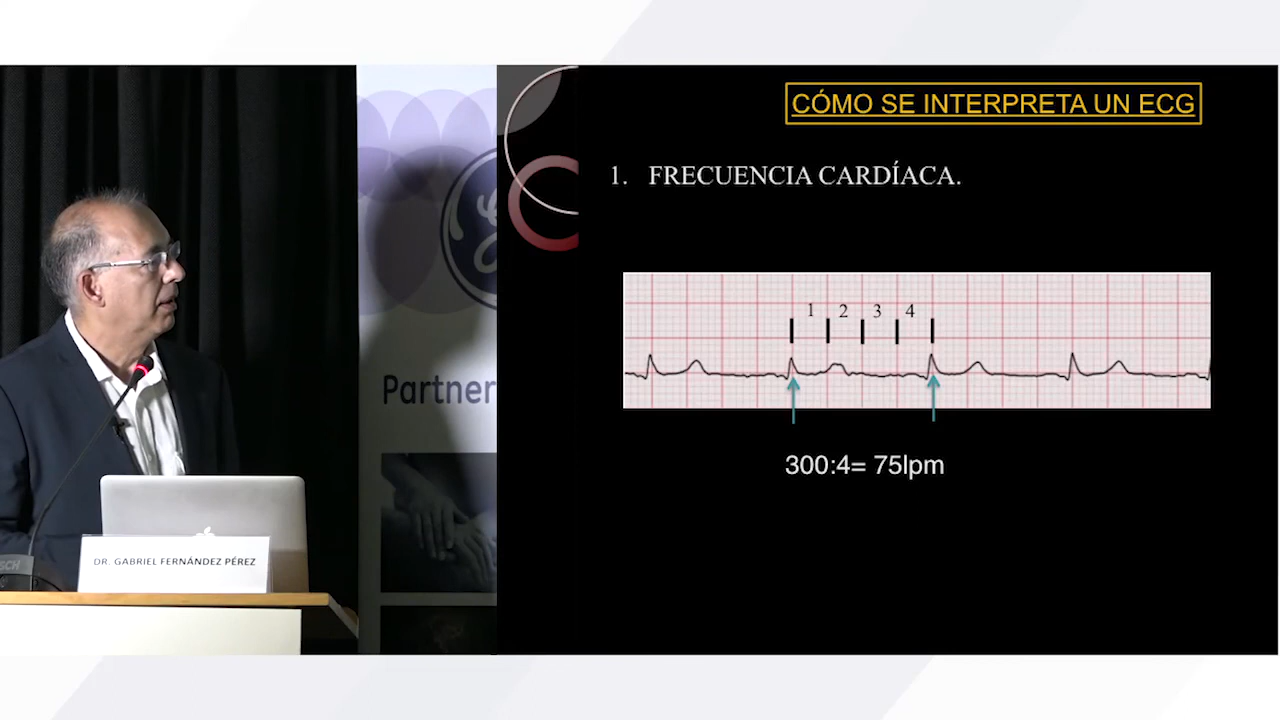 CÓMO SE INTERPRETA UN ECG
1. FRECUENCIA CARDÍACA.
1 2 3 4
300:4= 75lpm
Partner
DR. GABRIEL FERNÁNDEZ PÉREZ